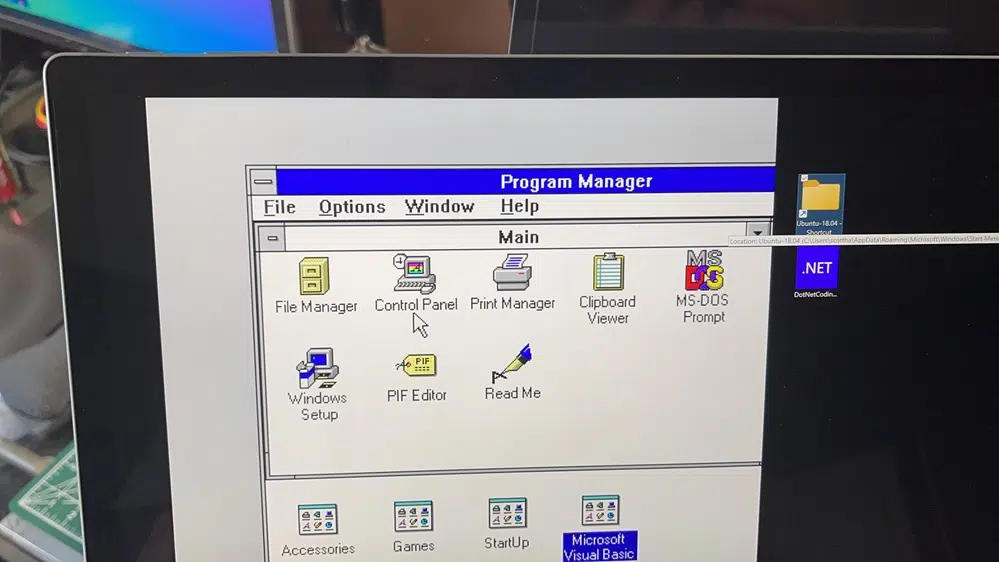 Program Manager
File Options Window Help
Main
File Manager
Control Panel
Print Manager
Clipboard
Viewer
MS-DOS
Prompt
MS
DOS
Windows
Setup
PIF
PIF Editor
Read Me
Accessories
Games
StartUp
Microsoft
Visual Basic
Ubuntu-18.04 -
Shortcut
Location: Ubuntu-18.04 (C:\Users\scottha\AppData\Roaming\Microsoft\Windows\Start Men
.NET
DotNetCodin...